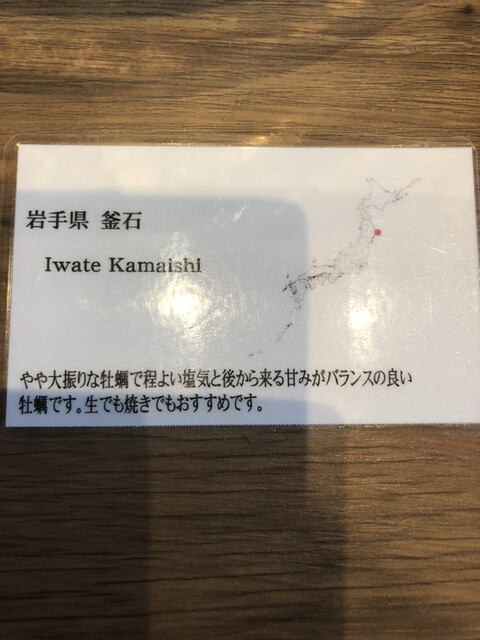 岩手県 釜石
Iwate Kamaishi
やや大振りな牡蠣で程よい塩気と後から来る甘みがバランスの良い
牡蠣です。生でも焼きでもおすすめです。